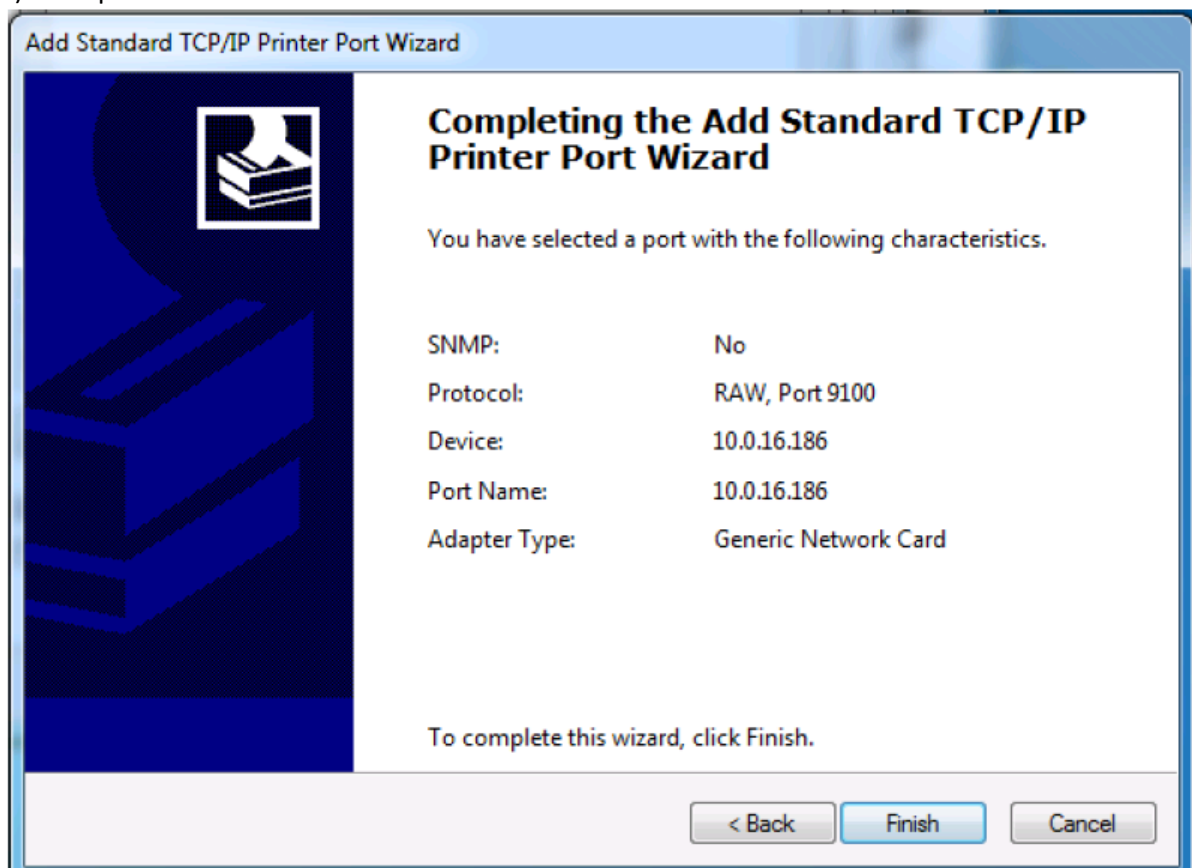 Add Standard TCP/IP Printer Port Wizard
Completing the Add Standard TCP/IP
Printer Port Wizard
You have selected a port with the following characteristics.
SNMP: No
Protocol: RAW, Port 9100
Device: 10.0.16.186
Port Name: 10.0.16.186
Adapter Type: Generic Network Card
To complete this wizard, click Finish.
< Back Finish Cancel